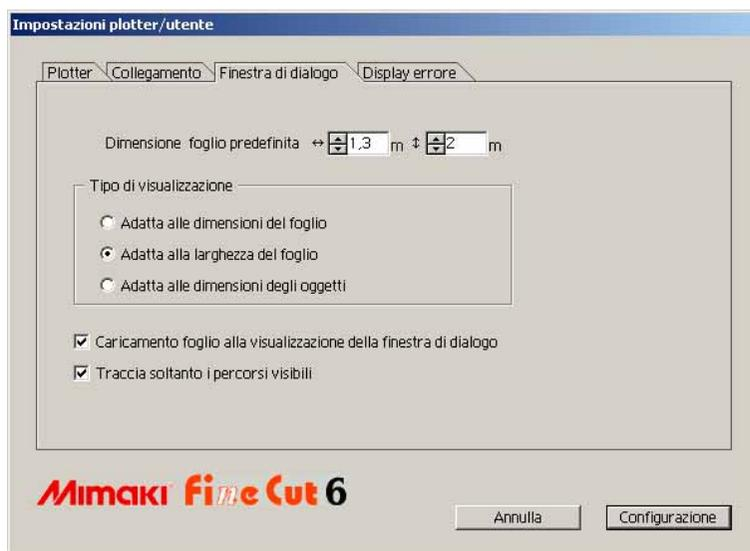 Impostazioni plotter/utente
Plotter Collegamento Finestra di dialogo Display errore
Dimensione foglio predefinita ↔ 1,3 m ↕ 2 m
Tipo di visualizzazione
Adatta alle dimensioni del foglio
Adatta alla larghezza del foglio
Adatta alle dimensioni degli oggetti
Caricamento foglio alla visualizzazione della finestra di dialogo
Traccia soltanto i percorsi visibili
Mimaki Fine Cut 6
Annulla Configurazione